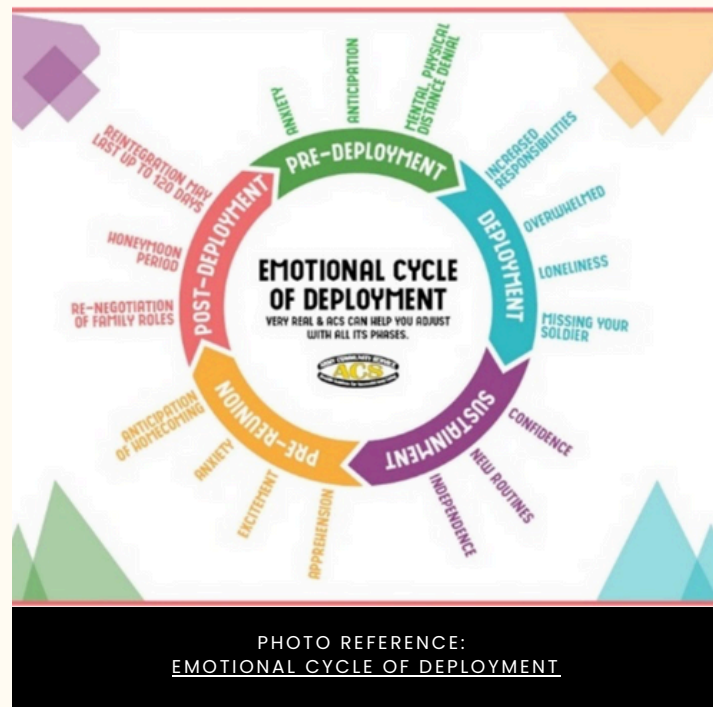 EMOTIONAL CYCLE
OF DEPLOYMENT
VERY REAL & ACS CAN HELP YOU ADJUST
WITH ALL ITS PHASES.
ACS
PRE-DEPLOYMENT
ANXIETY
ANTICIPATION
MENTAL, PHYSICAL
DISTANCE DENIAL
DEPLOYMENT
INCREASED
RESPONSIBILITIES
OVERWHELMED
LONELINESS
MISSING YOUR
SOLDIER
SUSTAINMENT
CONFIDENCE
NEW ROUTINES
INDEPENDENCE
PRE-REUNION
APPREHENSION
EXCITEMENT
ANXIETY
ANTICIPATION
OF HOMECOMING
POST-DEPLOYMENT
RE-NEGOTIATION
OF FAMILY ROLES
HONEYMOON
PERIOD
REINTEGRATION MAY
LAST UP TO 120 DAYS
PHOTO REFERENCE:
EMOTIONAL CYCLE OF DEPLOYMENT